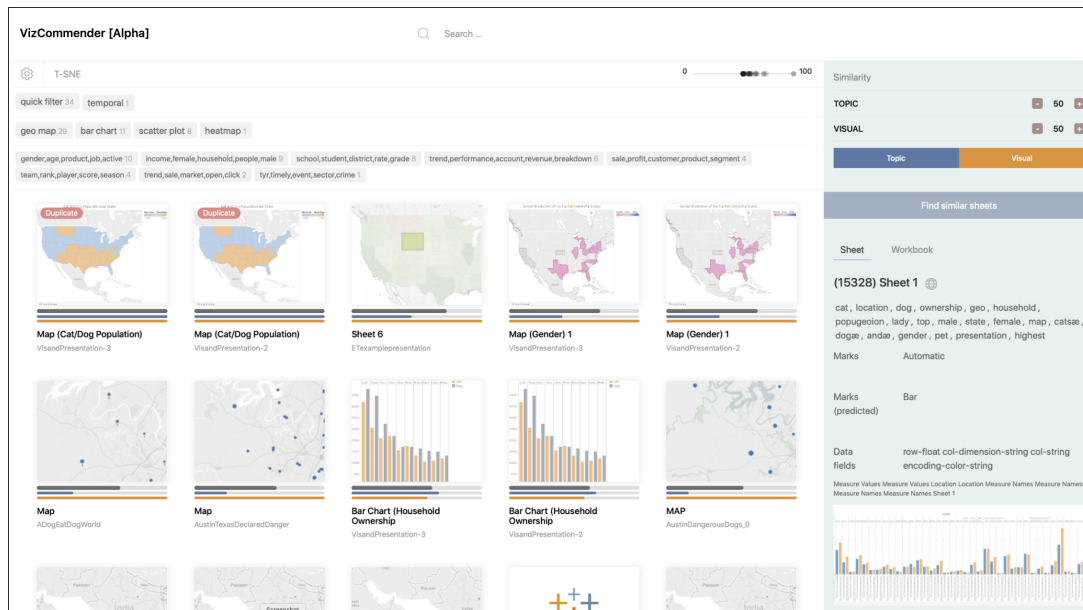 VizCommender [Alpha]
Search ...
T-SNE
0
100
quick filter 34 temporal 1
geo map 29 bar chart 11 scatter plot 8 heatmap 1
gender,age,product,job,active 10 income,female,household,people,male 9 school,student,district,rate,grade 8 trend,performance,account,revenue,breakdown 6 sale,profit,customer,product,segment 4
team,rank,player,score,season 4 trend,sale,market,open,click 2 tyr,timely,event,sector,crime 1
Duplicate
Duplicate
Map (Cat/Dog Population)
VisandPresentation-3
Map (Cat/Dog Population)
VisandPresentation-2
Sheet 6
ETexamplepresentation
Map (Gender) 1
VisandPresentation-3
Map (Gender) 1
VisandPresentation-2
Map
ADogEatDogWorld
Map
AustinTexasDeclaredDanger
Bar Chart (Household
Ownership
VisandPresentation-3
Bar Chart (Household
Ownership
VisandPresentation-2
MAP
AustinDangerousDogs_0
Pakistan
India
Pakistan
Screenshot
Pakistan
India
Similarity
TOPIC - 50 +
VISUAL - 50 +
Topic Visual
Find similar sheets
Sheet Workbook
(15328) Sheet 1
cat , location , dog , ownership , geo , household ,
popugeoion , lady , top , male , state , female , map , catsæ ,
dogæ , andæ , gender , pet , presentation , highest
Marks Automatic
Marks Bar
(predicted)
Data row-float col-dimension-string col-string
fields encoding-color-string
Measure Values Measure Values Location Location Measure Names Measure Names
Measure Names Measure Names Sheet 1